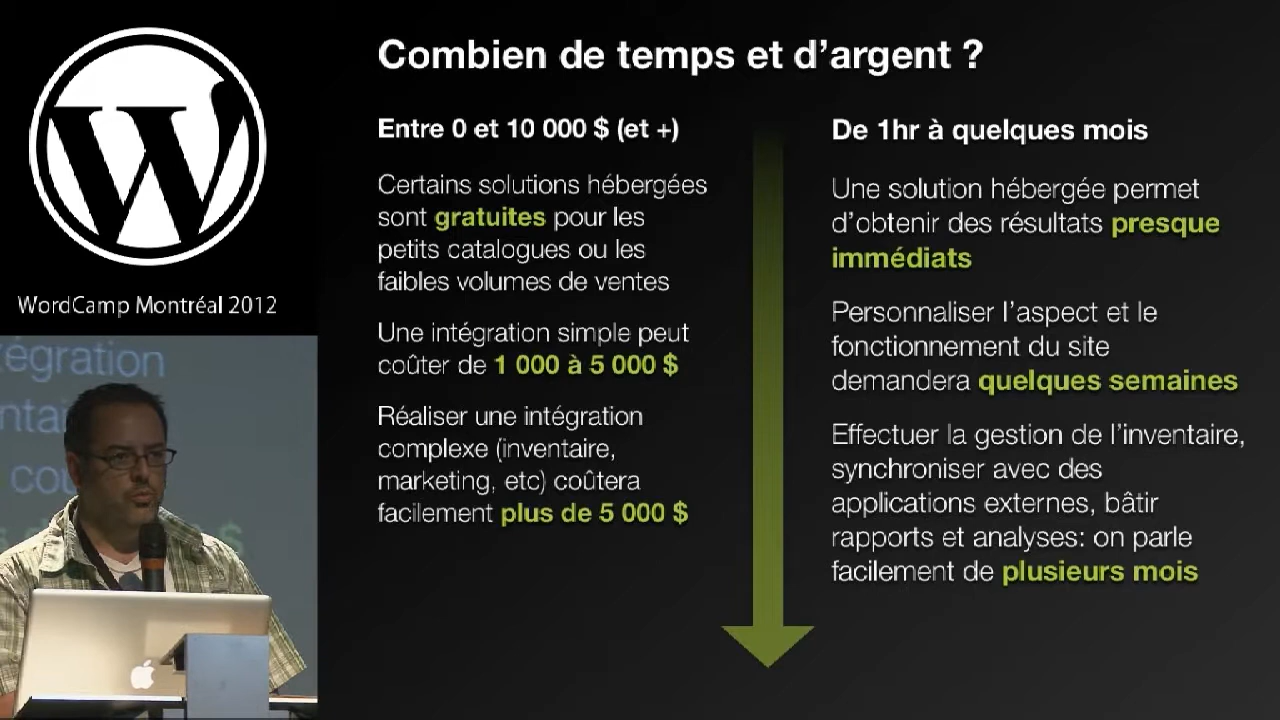 WordCamp Montréal 2012
Combien de temps et d’argent ?
Entre 0 et 10 000 $ (et +)
Certains solutions hébergées
sont gratuites pour les
petits catalogues ou les
faibles volumes de ventes
Une intégration simple peut
coûter de 1 000 à 5 000 $
Réaliser une intégration
complexe (inventaire,
marketing, etc) coûtera
facilement plus de 5 000 $
De 1hr à quelques mois
Une solution hébergée permet
d’obtenir des résultats presque
immédiats
Personnaliser l’aspect et le
fonctionnement du site
demandera quelques semaines
Effectuer la gestion de l’inventaire,
synchroniser avec des
applications externes, bâtir
rapports et analyses: on parle
facilement de plusieurs mois
tégration
ntai
cou
$